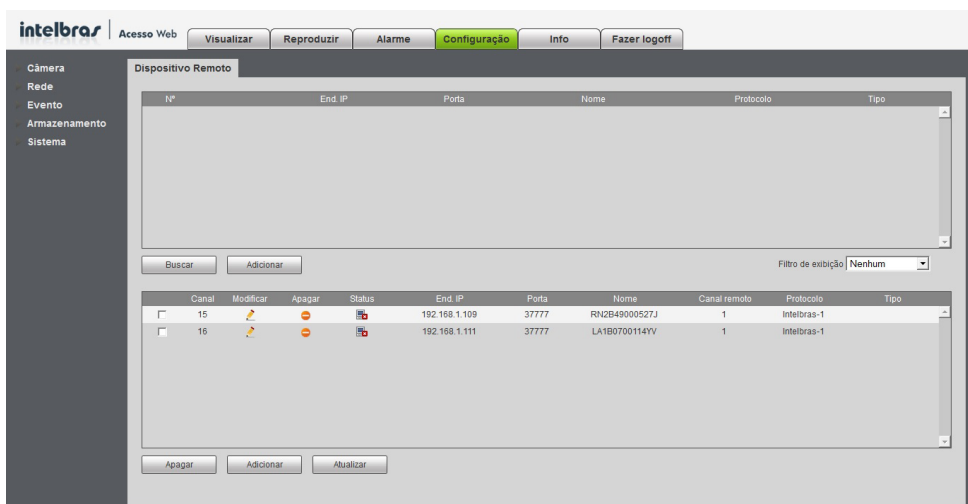 intelbras Acesso Web Visualizar Reproduzir Alarme Configuração Info Fazer logoff
Câmera
Rede
Evento
Armazenamento
Sistema
Dispositivo Remoto
Nº End. IP Porta Nome Protocolo Tipo
Buscar Adicionar Filtro de exibição Nenhum
Canal Modificar Apagar Status End. IP Porta Nome Canal remoto Protocolo Tipo
15 192.168.1.109 37777 RN2B49000527J 1 Intelbras-1
16 192.168.1.111 37777 LA1B0700114YV 1 Intelbras-1
Apagar Adicionar Atualizar